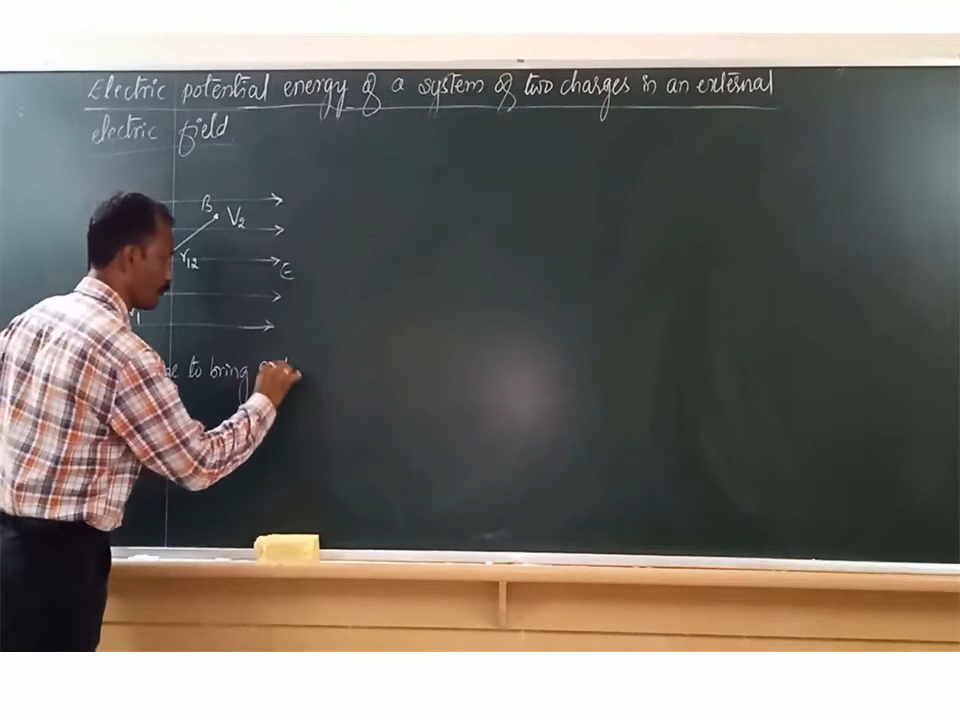 Electric potential energy of a system of two charges in an external
electric field.
B
V2
r12
E
to bring